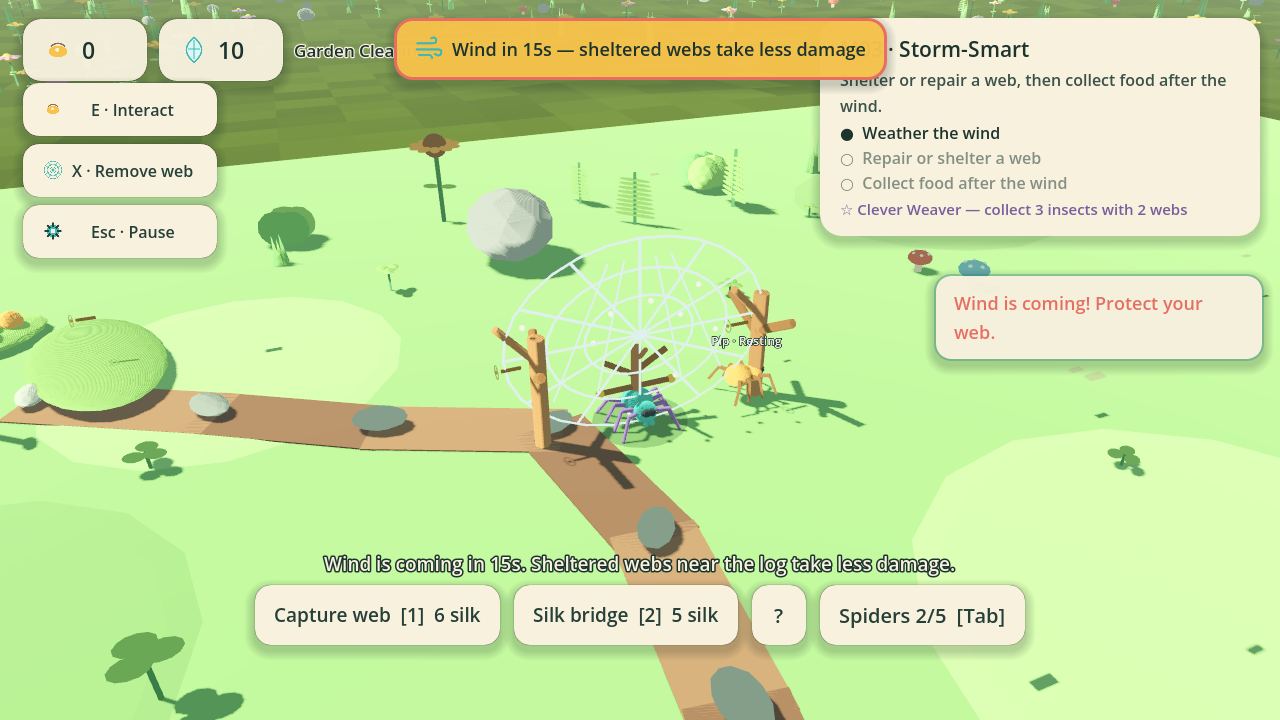 0
10
Garden Clea
Wind in 15s — sheltered webs take less damage
3 · Storm-Smart
Shelter or repair a web, then collect food after the
wind.
Weather the wind
Repair or shelter a web
Collect food after the wind
☆ Clever Weaver — collect 3 insects with 2 webs
E · Interact
X · Remove web
Esc · Pause
Wind is coming! Protect your
web.
Pip · Resting
Wind is coming in 15s. Sheltered webs near the log take less damage.
Capture web [1] 6 silk
Silk bridge [2] 5 silk
?
Spiders 2/5 [Tab]